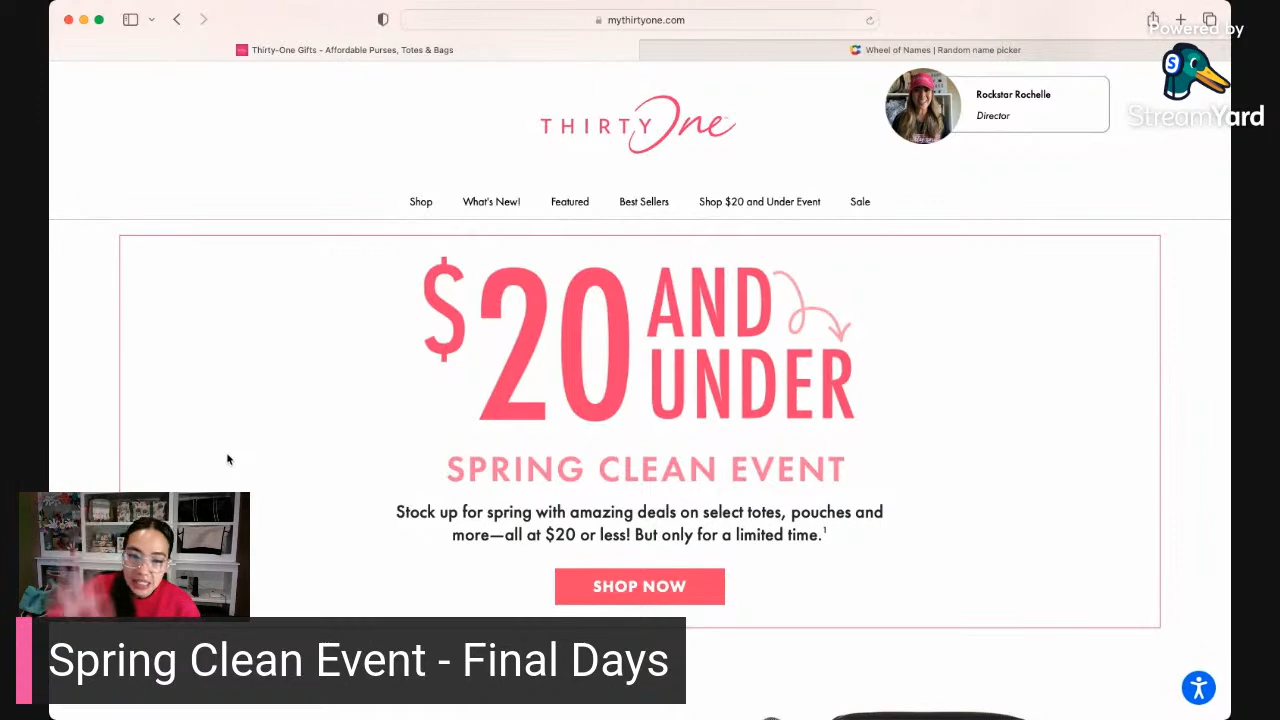 mythirtyone.com
Thirty-One Gifts - Affordable Purses, Totes & Bags
Wheel of Names | Random name picker
Powered by
S
StreamYard
THIRTY One
Rockstar Rochelle
Director
Shop
What's New!
Featured
Best Sellers
Shop $20 and Under Event
Sale
$20 AND
UNDER
SPRING CLEAN EVENT
Stock up for spring with amazing deals on select totes, pouches and
more—all at $20 or less! But only for a limited time.¹
SHOP NOW
Spring Clean Event - Final Days